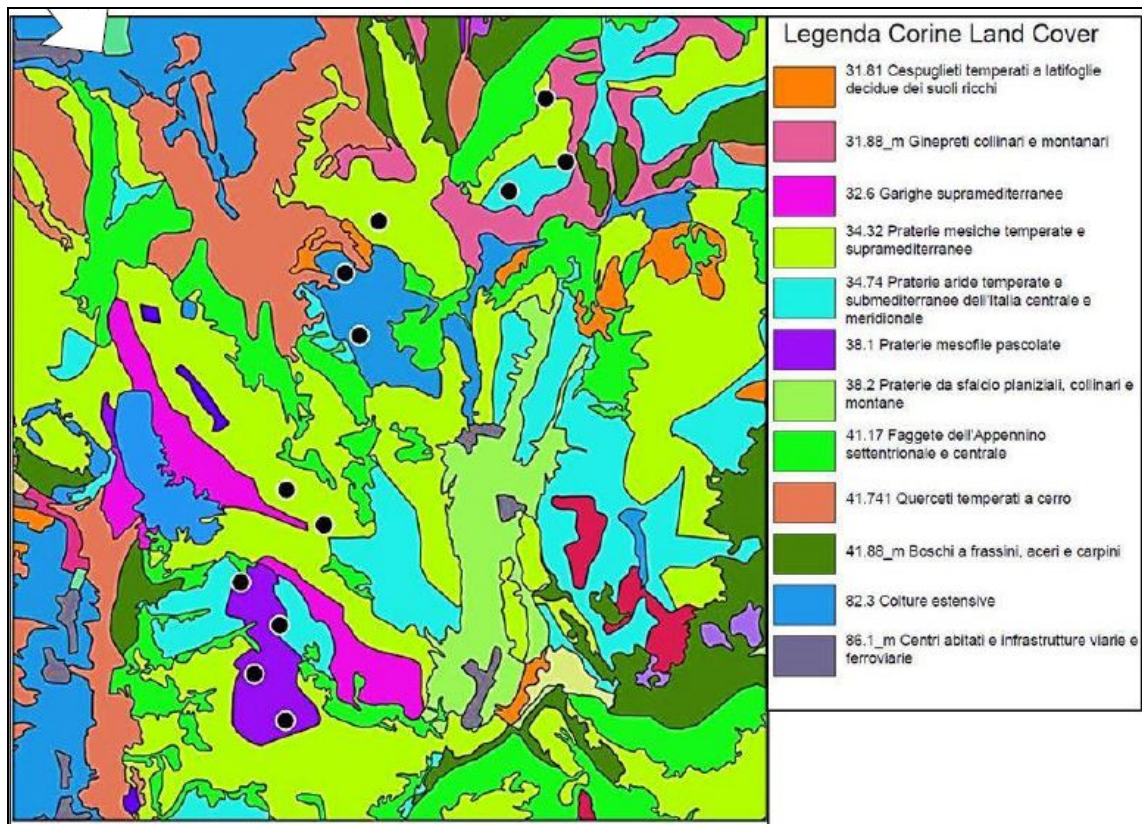 Legenda Corine Land Cover
31.81 Cespuglieti temperati a latifoglie
decidue dei suoli ricchi
31.88_m Ginepreti collinari e montanari
32.6 Garighe supramediterranee
34.32 Praterie mesiche temperate e
supramediterranee
34.74 Praterie aride temperate e
submediterranee dell'Italia centrale e
meridionale
38.1 Praterie mesofile pascolate
38.2 Praterie da sfalcio planiziali, collinari e
montane
41.17 Faggete dell'Appennino
settentrionale e centrale
41.741 Querceti temperati a cerro
41.88_m Boschi a frassini, aceri e carpini
82.3 Colture estensive
86.1_m Centri abitati e infrastrutture viarie e
ferroviarie